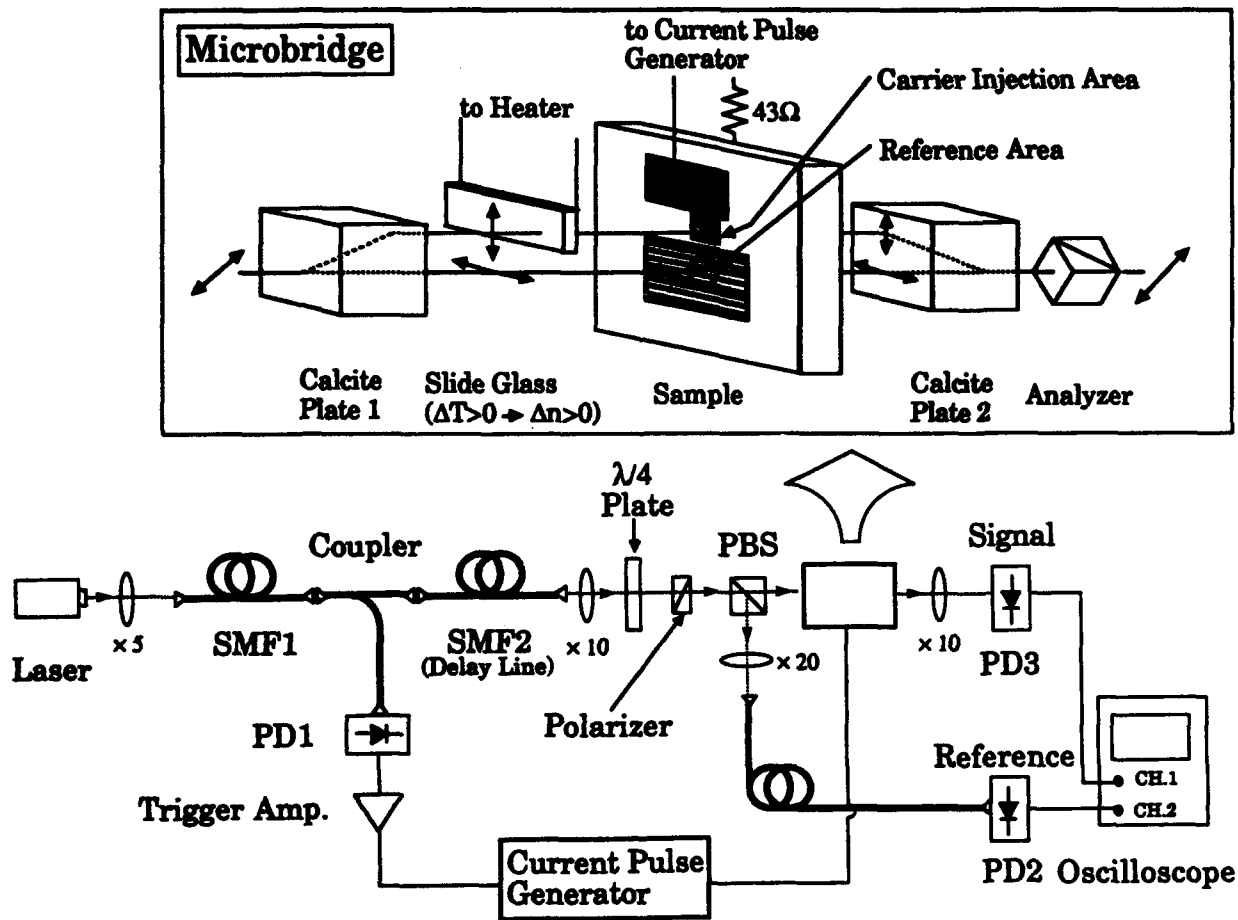 Microbridge
to Current Pulse
Generator
to Heater
43Ω
Carrier Injection Area
Reference Area
Calcite
Plate 1
Slide Glass
(ΔT>0 → Δn>0)
Sample
Calcite
Plate 2
Analyzer
λ/4
Plate
Coupler
PBS
Signal
Laser
× 5
SMF1
SMF2
(Delay Line)
× 10
× 20
× 10
PD3
Polarizer
PD1
Reference
CH.1
CH.2
Trigger Amp.
Current Pulse
Generator
PD2
Oscilloscope